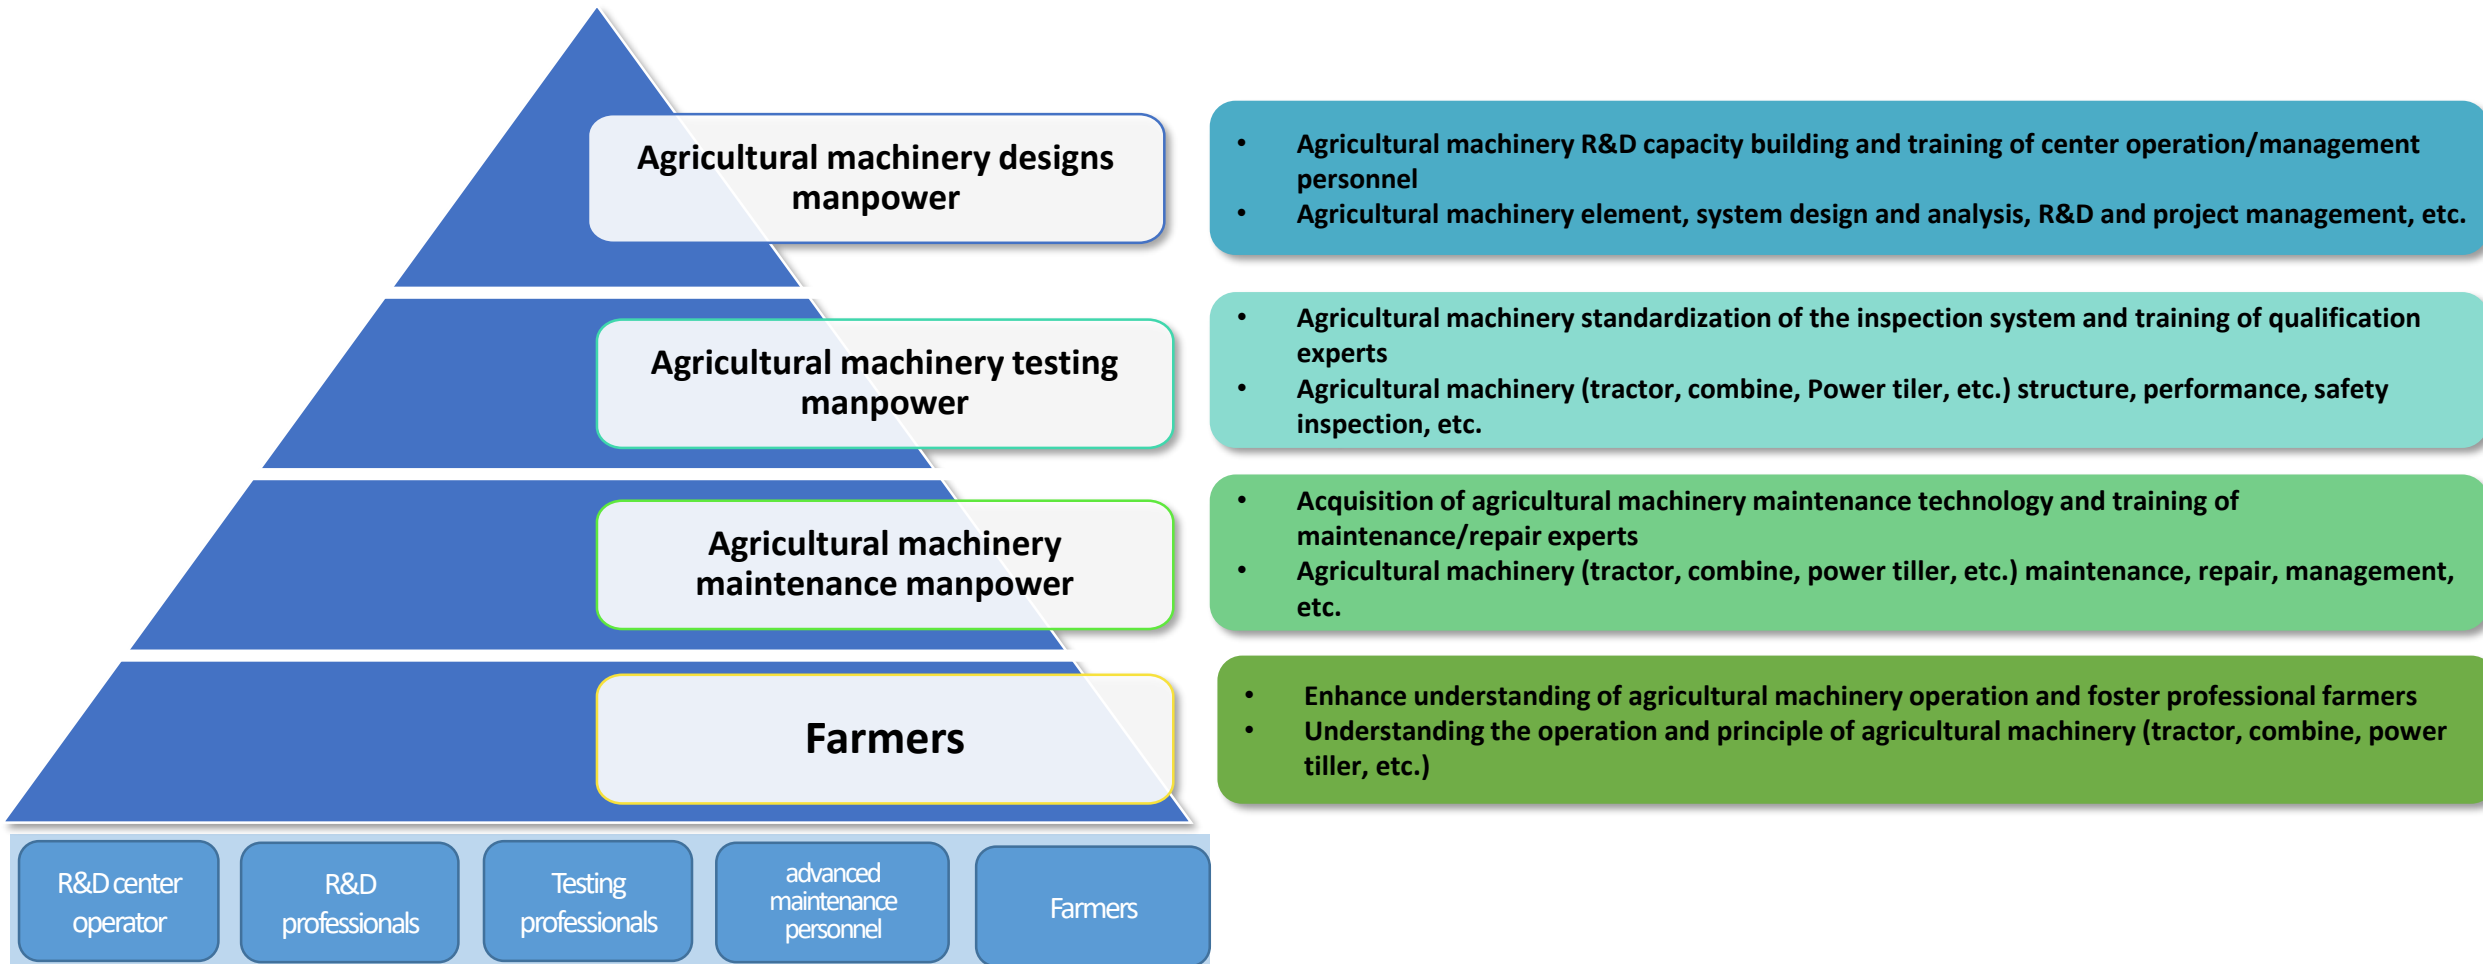 Agricultural machinery designs
manpower
• Agricultural machinery R&D capacity building and training of center operation/management
personnel
• Agricultural machinery element, system design and analysis, R&D and project management, etc.
Agricultural machinery testing
manpower
• Agricultural machinery standardization of the inspection system and training of qualification
experts
• Agricultural machinery (tractor, combine, Power tiler, etc.) structure, performance, safety
inspection, etc.
Agricultural machinery
maintenance manpower
• Acquisition of agricultural machinery maintenance technology and training of
maintenance/repair experts
• Agricultural machinery (tractor, combine, power tiller, etc.) maintenance, repair, management,
etc.
Farmers
• Enhance understanding of agricultural machinery operation and foster professional farmers
• Understanding the operation and principle of agricultural machinery (tractor, combine, power
tiller, etc.)
R&D center
operator
R&D
professionals
Testing
professionals
advanced
maintenance
personnel
Farmers